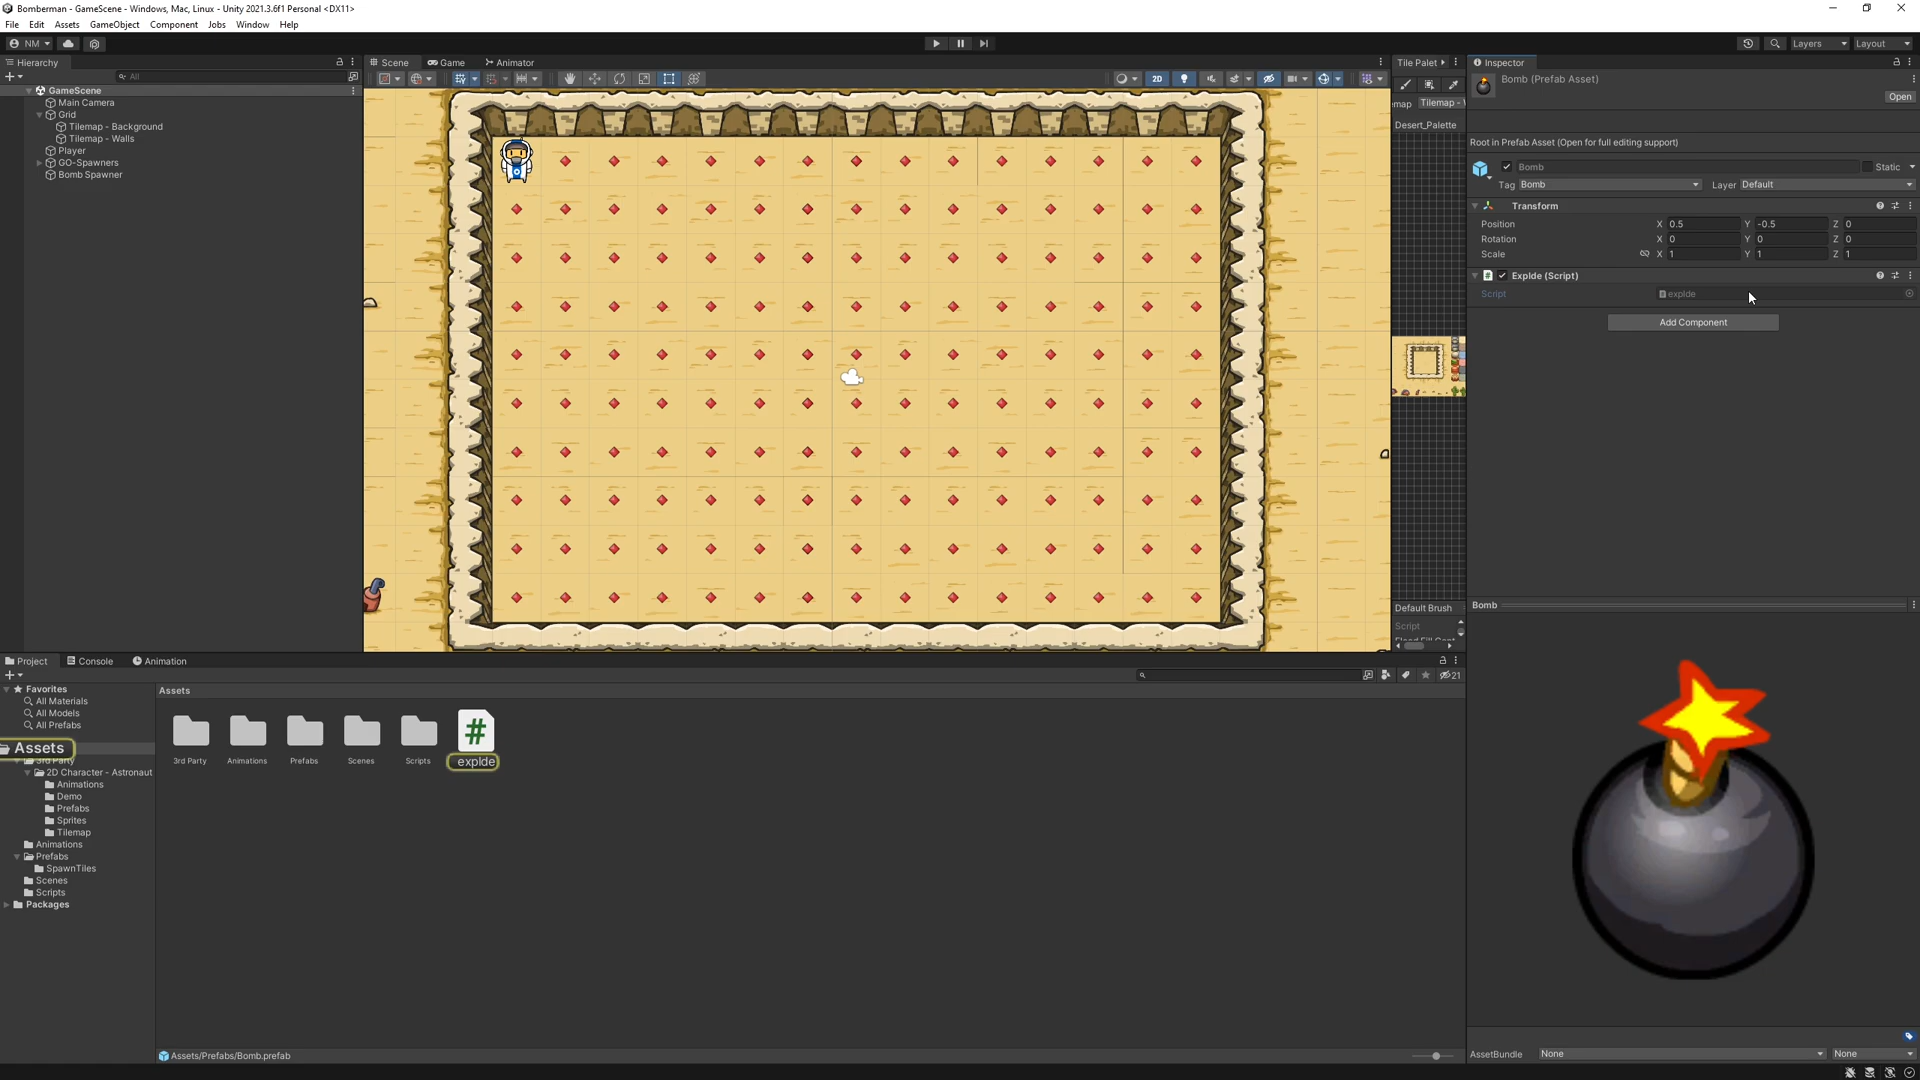 Bomberman - GameScene - Windows, Mac, Linux - Unity 2021.3.6f1 Personal <DX11>
File Edit Assets GameObject Component Jobs Window Help
NM Layers Layout
Hierarchy
All
GameScene
Main Camera
Grid
Tilemap - Background
Tilemap - Walls
Player
GO-Spawners
Bomb Spawner
Scene Game Animator
2D
Tile Palet
map Tilemap - W
Desert_Palette
Default Brush
Script
Inspector
Bomb (Prefab Asset)
Open
Root in Prefab Asset (Open for full editing support)
Bomb Static
Tag Bomb Layer Default
Transform
Position X 0.5 Y -0.5 Z 0
Rotation X 0 Y 0 Z 0
Scale X 1 Y 1 Z 1
# Explde (Script)
Script explde
Add Component
Bomb
AssetBundle None None
Project Console Animation
21
Favorites
All Materials
All Models
All Prefabs
Assets
3rd Party
2D Character - Astronaut
Animations
Demo
Prefabs
Sprites
Tilemap
Animations
Prefabs
SpawnTiles
Scenes
Scripts
Packages
Assets
#
3rd Party Animations Prefabs Scenes Scripts explde
Assets/Prefabs/Bomb.prefab